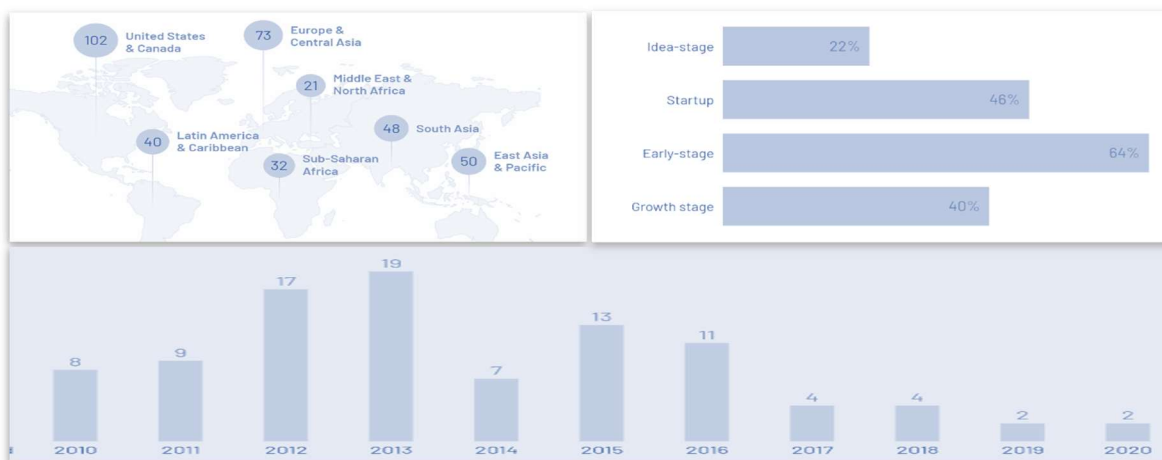 102
United States
& Canada
73
Europe &
Central Asia
21
Middle East &
North Africa
40
Latin America
& Caribbean
48
South Asia
32
Sub-Saharan
Africa
50
East Asia
& Pacific
Idea-stage 22%
Startup 46%
Early-stage 64%
Growth stage 40%
8 9 17 19 7 13 11 4 4 2 2
2010 2011 2012 2013 2014 2015 2016 2017 2018 2019 2020